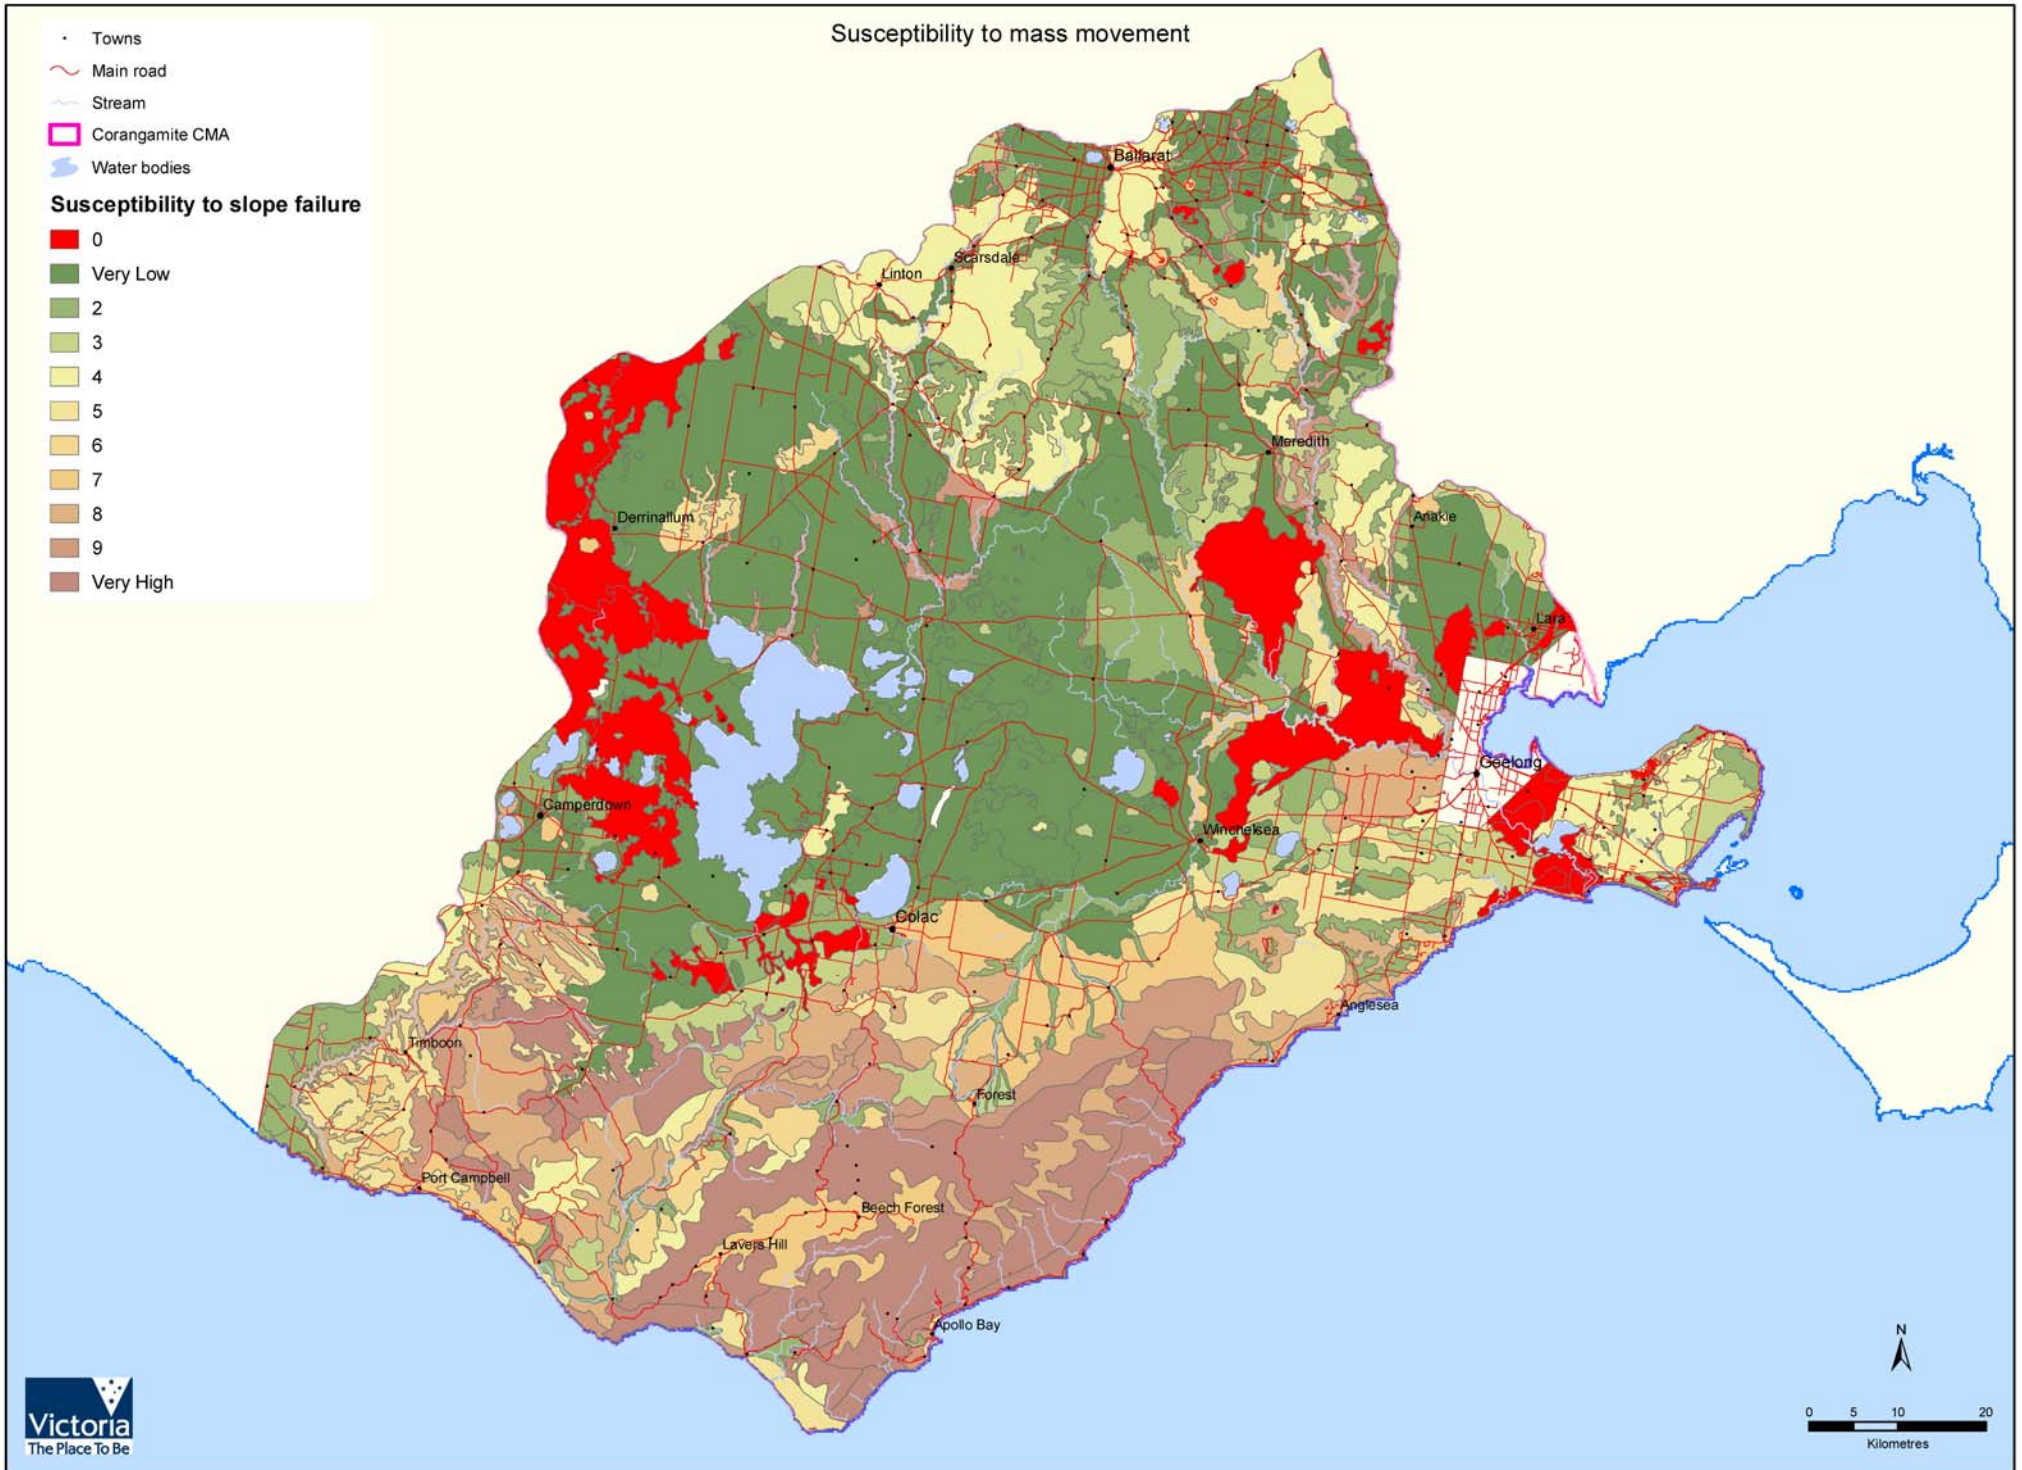 Susceptibility to mass movement
Towns
Main road
Stream
Corangamite CMA
Water bodies
Susceptibility to slope failure
0
Very Low
2
3
4
5
6
7
8
9
Very High
Ballarat
Scarsdale
Linton
Meredith
Derrinallum
Anakie
Lara
Geelong
Camperdown
Winchelsea
Colac
Anglesea
Timboon
Forest
Port Campbell
Beech Forest
Lavers Hill
Apollo Bay
N
0 5 10 20
Kilometres
Victoria
The Place To Be